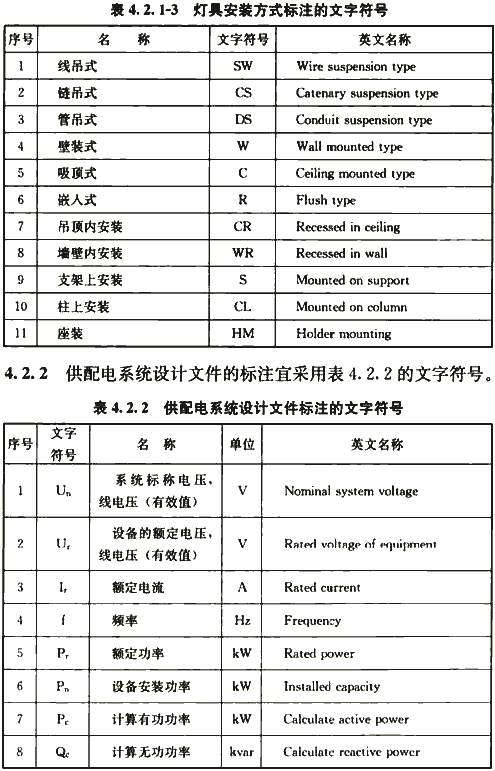 表 4.2.1-3 灯具安装方式标注的文字符号
序号 名 称 文字符号 英文名称
1 线吊式 SW Wire suspension type
2 链吊式 CS Catenary suspension type
3 管吊式 DS Conduit suspension type
4 壁装式 W Wall mounted type
5 吸顶式 C Ceiling mounted type
6 嵌入式 R Flush type
7 吊顶内安装 CR Recessed in ceiling
8 墙壁内安装 WR Recessed in wall
9 支架上安装 S Mounted on support
10 柱上安装 CL Mounted on column
11 座装 HM Holder mounting
4.2.2 供配电系统设计文件的标注宜采用表 4.2.2 的文字符号。
表 4.2.2 供配电系统设计文件标注的文字符号
序号 文字符号 名 称 单位 英文名称
1 Un 系统标称电压, 线电压（有效值） V Nominal system voltage
2 Ur 设备的额定电压, 线电压（有效值） V Rated voltage of equipment
3 Ir 额定电流 A Rated current
4 f 频率 Hz Frequency
5 Pr 额定功率 kW Rated power
6 Pn 设备安装功率 kW Installed capacity
7 Pc 计算有功功率 kW Calculate active power
8 Qc 计算无功功率 kvar Calculate reactive power